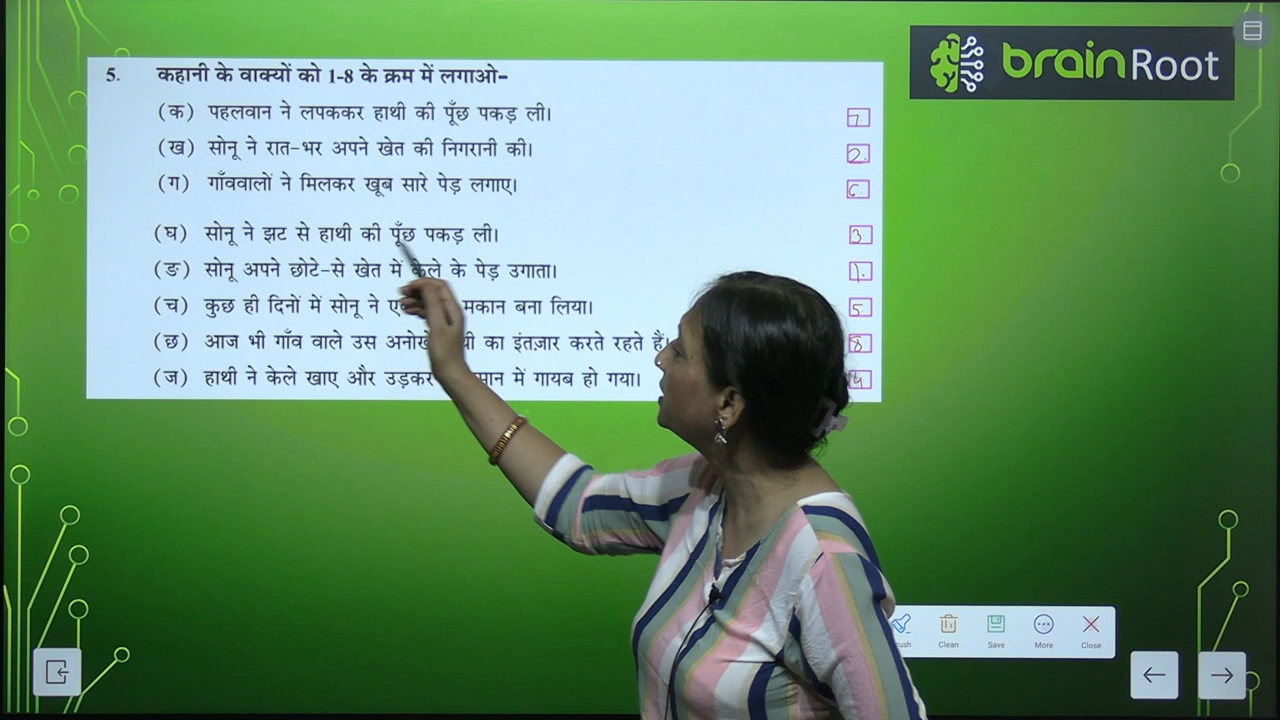 brainRoot
5. कहानी के वाक्यों को 1-8 के क्रम में लगाओ-
(क) पहलवान ने लपककर हाथी की पूँछ पकड़ ली। 7
(ख) सोनू ने रात-भर अपने खेत की निगरानी की। 2.
(ग) गाँववालों ने मिलकर खूब सारे पेड़ लगाए। 6
(घ) सोनू ने झट से हाथी की पूँछ पकड़ ली। 3
(ङ) सोनू अपने छोटे-से खेत में केले के पेड़ उगाता। 1.
(च) कुछ ही दिनों में सोनू ने मकान बना लिया। 5
(छ) आज भी गाँव वाले उस का इंतज़ार करते रहते हैं। 8
(ज) हाथी ने केले खाए और उड़कर में गायब हो गया। 4
Clean Save More Close